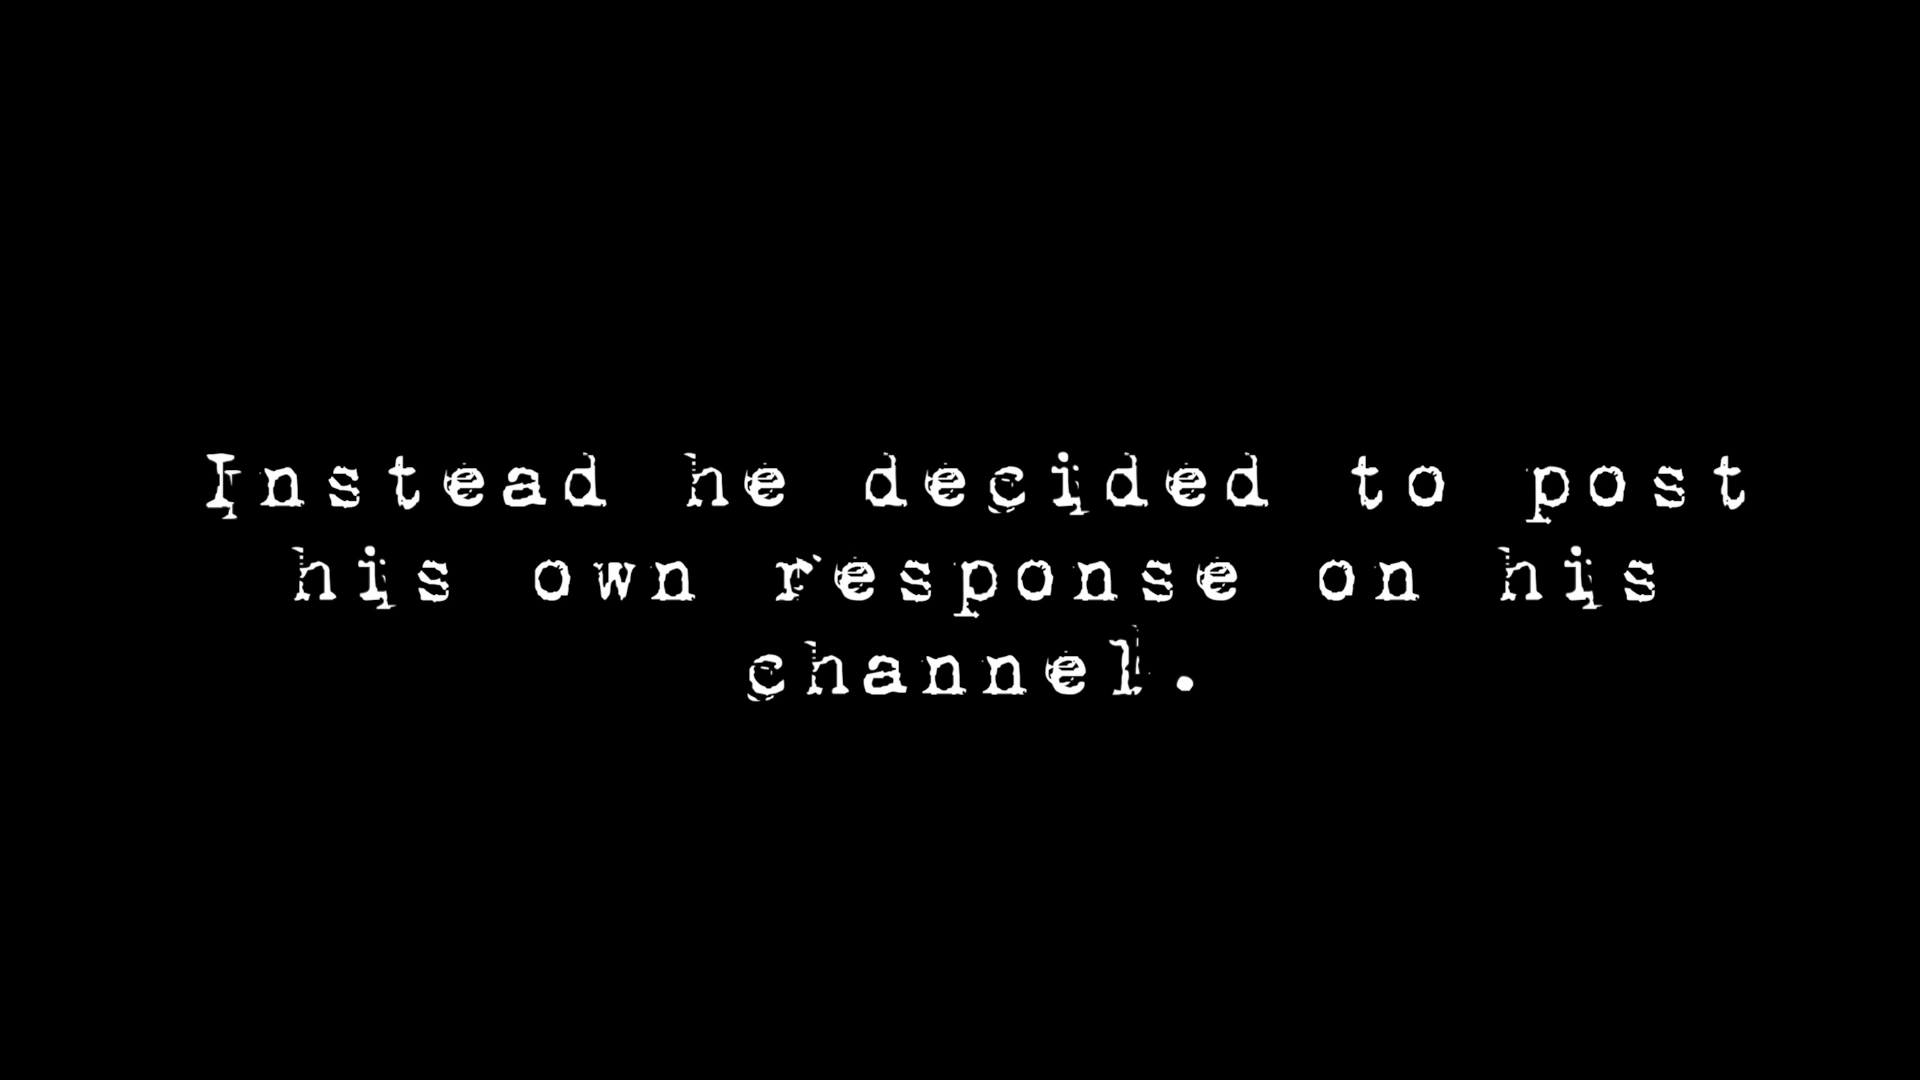 Instead he decided to post
his own response on his
channel.